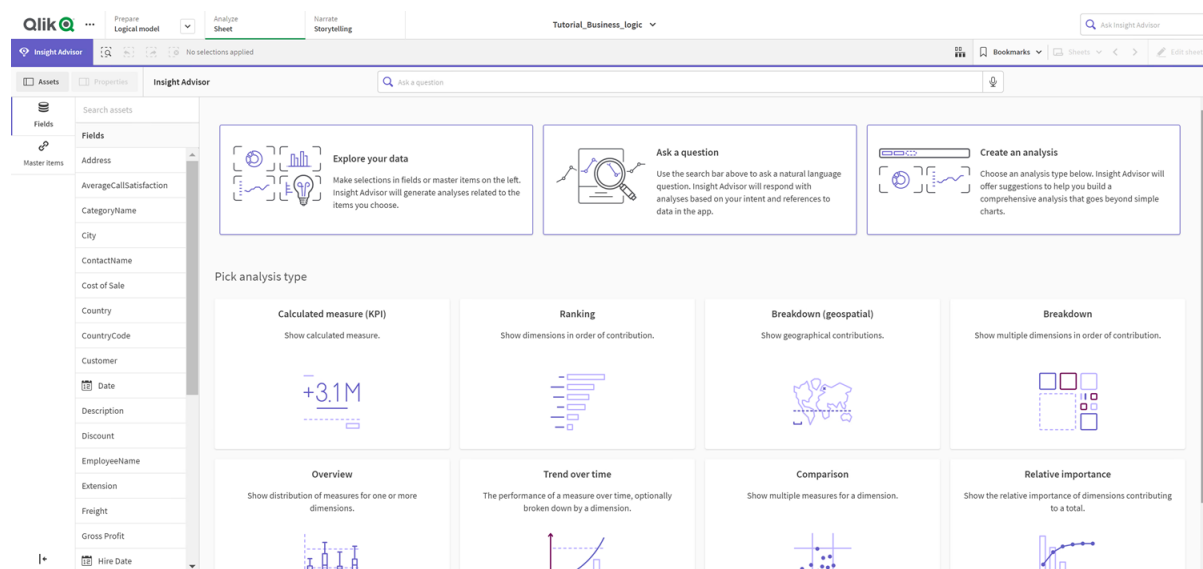 Qlik
Prepare
Logical model
Analyze
Sheet
Narrate
Storytelling
Tutorial_Business_logic
Ask Insight Advisor
Insight Advisor
No selections applied
Bookmarks
Sheets
Edit sheet
Assets
Properties
Insight Advisor
Ask a question
Fields
Master items
Search assets
Fields
Address
AverageCallSatisfaction
CategoryName
City
ContactName
Cost of Sale
Country
CountryCode
Customer
12 Date
Description
Discount
EmployeeName
Extension
Freight
Gross Profit
12 Hire Date
Explore your data
Make selections in fields or master items on the left.
Insight Advisor will generate analyses related to the
items you choose.
Ask a question
Use the search bar above to ask a natural language
question. Insight Advisor will respond with
analyses based on your intent and references to
data in the app.
Create an analysis
Choose an analysis type below. Insight Advisor will
offer suggestions to help you build a
comprehensive analysis that goes beyond simple
charts.
Pick analysis type
Calculated measure (KPI)
Show calculated measure.
+3.1M
Ranking
Show dimensions in order of contribution.
Breakdown (geospatial)
Show geographical contributions.
Breakdown
Show multiple dimensions in order of contribution.
Overview
Show distribution of measures for one or more
dimensions.
Trend over time
The performance of a measure over time, optionally
broken down by a dimension.
Comparison
Show multiple measures for a dimension.
Relative importance
Show the relative importance of dimensions contributing
to a total.